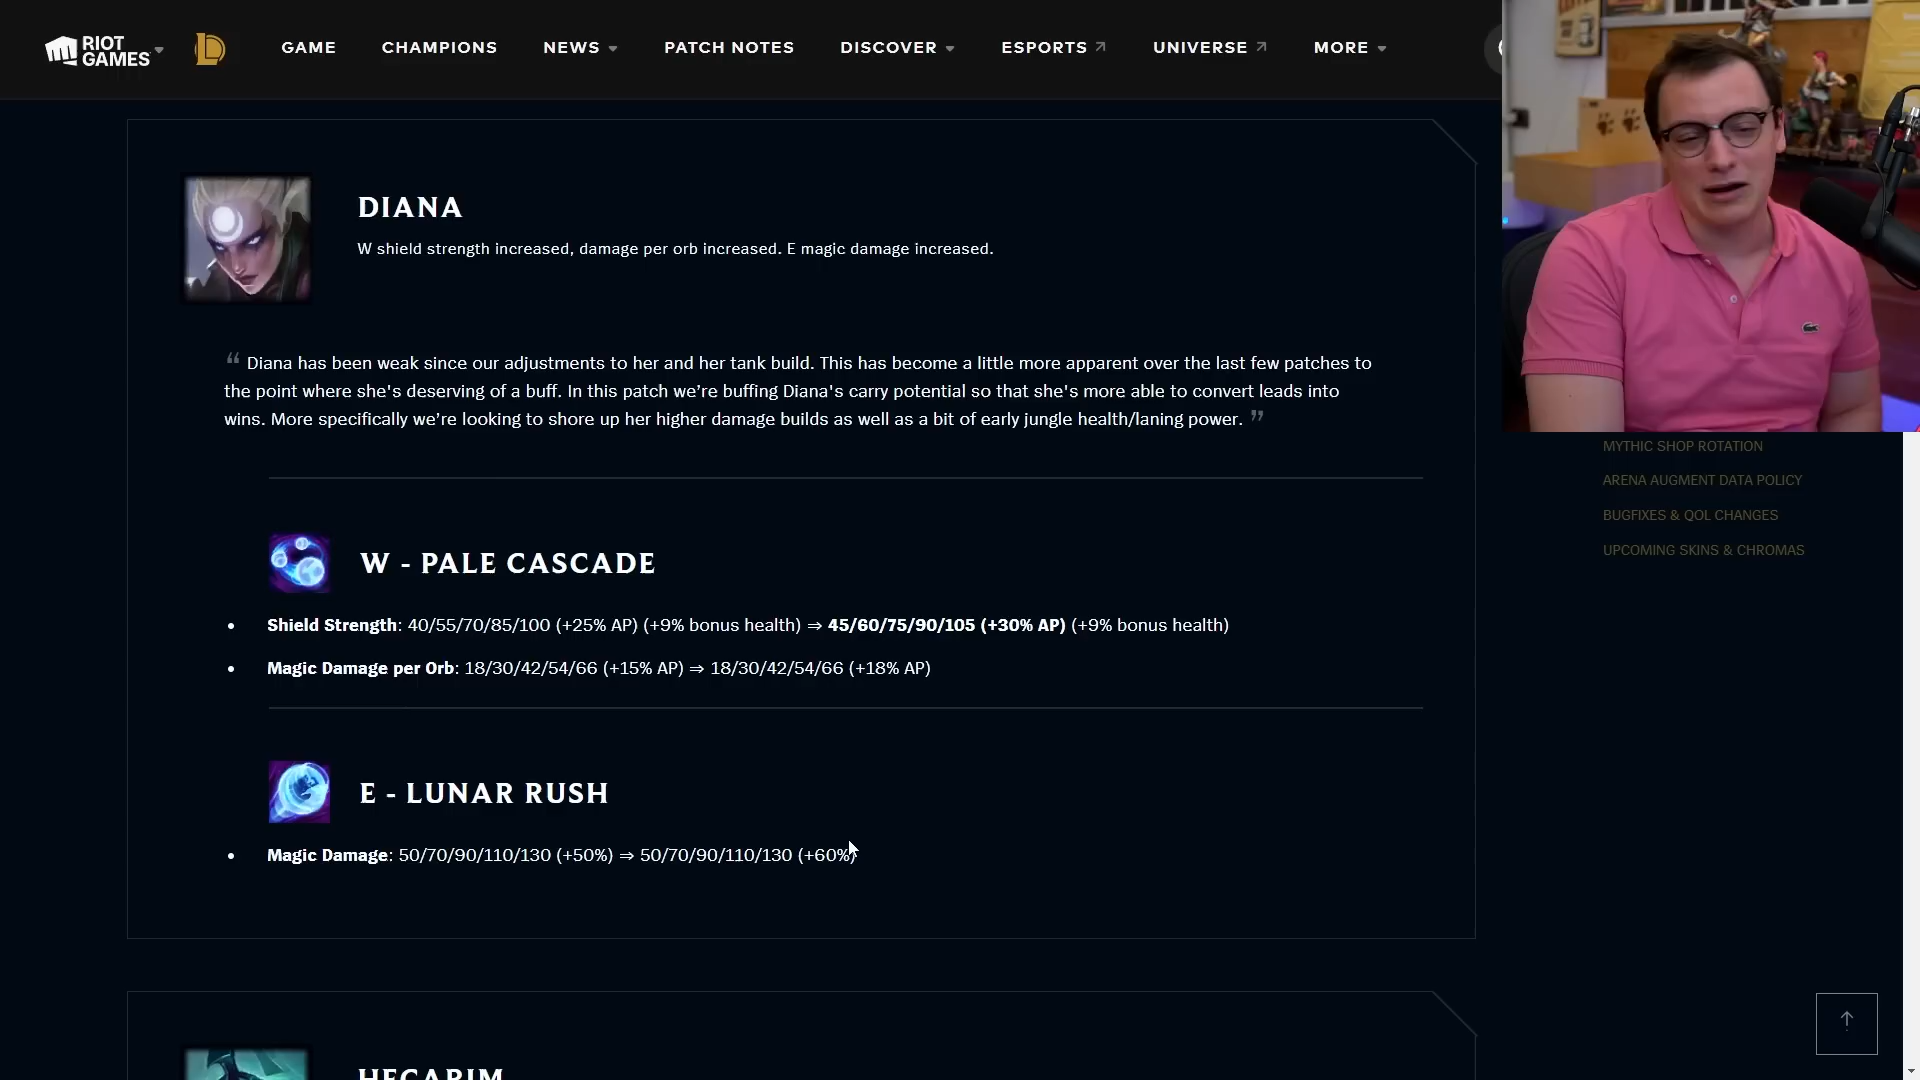 RIOT GAMES
GAME
CHAMPIONS
NEWS
PATCH NOTES
DISCOVER
ESPORTS
UNIVERSE
MORE
DIANA
W shield strength increased, damage per orb increased. E magic damage increased.
“ Diana has been weak since our adjustments to her and her tank build. This has become a little more apparent over the last few patches to
the point where she's deserving of a buff. In this patch we’re buffing Diana's carry potential so that she's more able to convert leads into
wins. More specifically we’re looking to shore up her higher damage builds as well as a bit of early jungle health/laning power. ”
W - PALE CASCADE
• Shield Strength: 40/55/70/85/100 (+25% AP) (+9% bonus health) ⇒ 45/60/75/90/105 (+30% AP) (+9% bonus health)
• Magic Damage per Orb: 18/30/42/54/66 (+15% AP) ⇒ 18/30/42/54/66 (+18% AP)
E - LUNAR RUSH
• Magic Damage: 50/70/90/110/130 (+50%) ⇒ 50/70/90/110/130 (+60%)
HECARIM
MYTHIC SHOP ROTATION
ARENA AUGMENT DATA POLICY
BUGFIXES & QOL CHANGES
UPCOMING SKINS & CHROMAS